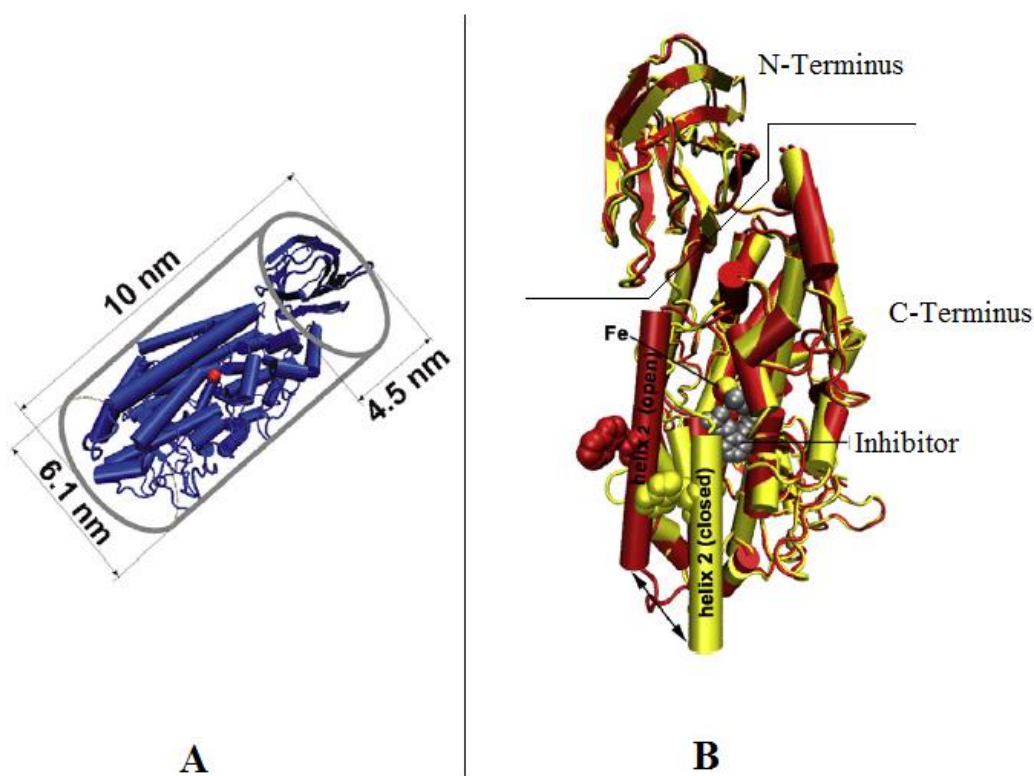 10 nm
4.5 nm
6.1 nm
A
N-Terminus
C-Terminus
Fe
helix 2 (open)
Inhibitor
helix 2 (closed)
B